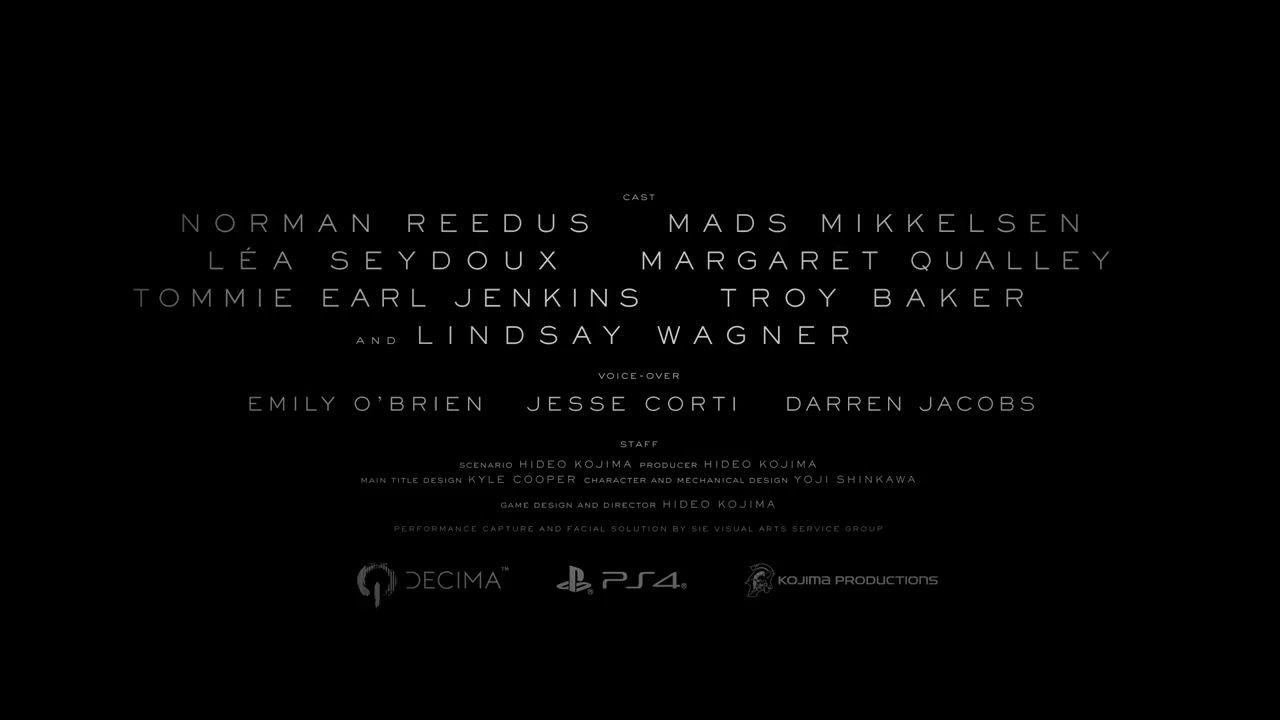 CAST
NORMAN REEDUS MADS MIKKELSEN
LÉA SEYDOUX MARGARET QUALLEY
TOMMIE EARL JENKINS TROY BAKER
AND LINDSAY WAGNER
VOICE-OVER
EMILY O'BRIEN JESSE CORTI DARREN JACOBS
STAFF
SCENARIO HIDEO KOJIMA PRODUCER HIDEO KOJIMA
MAIN TITLE DESIGN KYLE COOPER CHARACTER AND MECHANICAL DESIGN YOJI SHINKAWA
GAME DESIGN AND DIRECTOR HIDEO KOJIMA
PERFORMANCE CAPTURE AND FACIAL SOLUTION BY SIE VISUAL ARTS SERVICE GROUP
DECIMA™ PS4® KOJIMA PRODUCTIONS